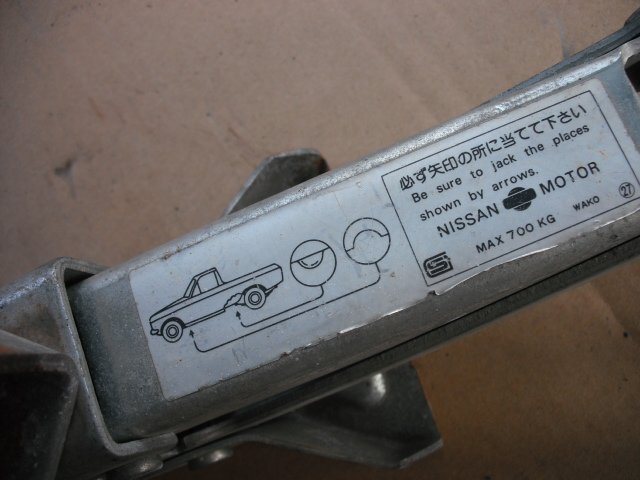 必ず矢印の所に当てて下さい
Be sure to jack the places
shown by arrows.
NISSAN MOTOR
MAX 700 KG WAKO 27